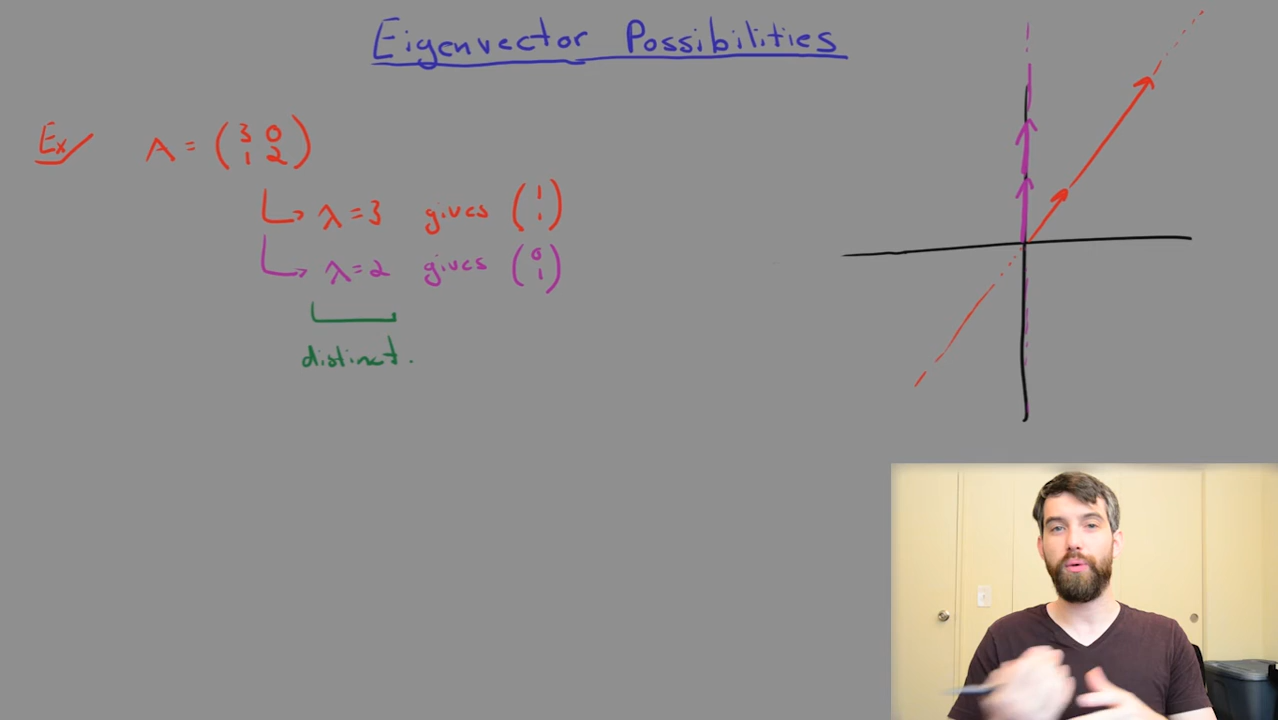 Eigenvector Possibilities
Ex/ A = (3 0
1 2)
↳ λ = 3 gives (1
1)
↳ λ = 2 gives (0
1)
distinct.